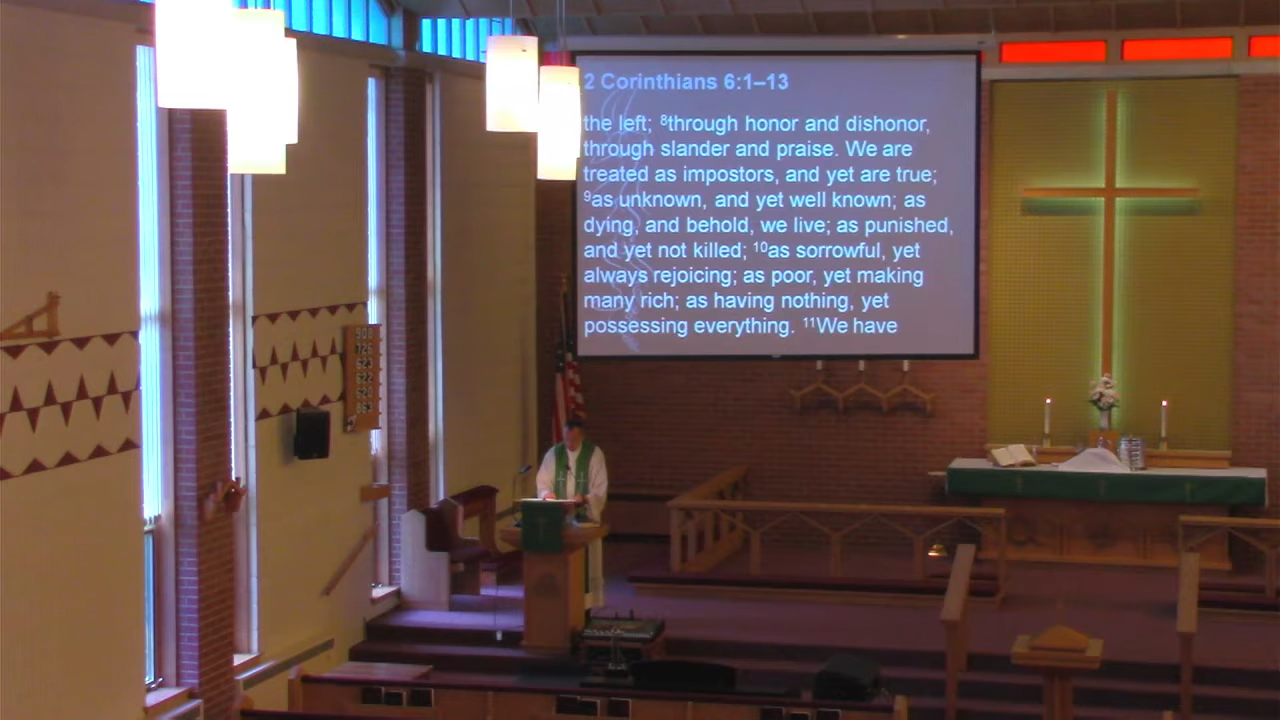 2 Corinthians 6:1–13
the left; ⁸through honor and dishonor,
through slander and praise. We are
treated as impostors, and yet are true;
⁹as unknown, and yet well known; as
dying, and behold, we live; as punished,
and yet not killed; ¹⁰as sorrowful, yet
always rejoicing; as poor, yet making
many rich; as having nothing, yet
possessing everything. ¹¹We have